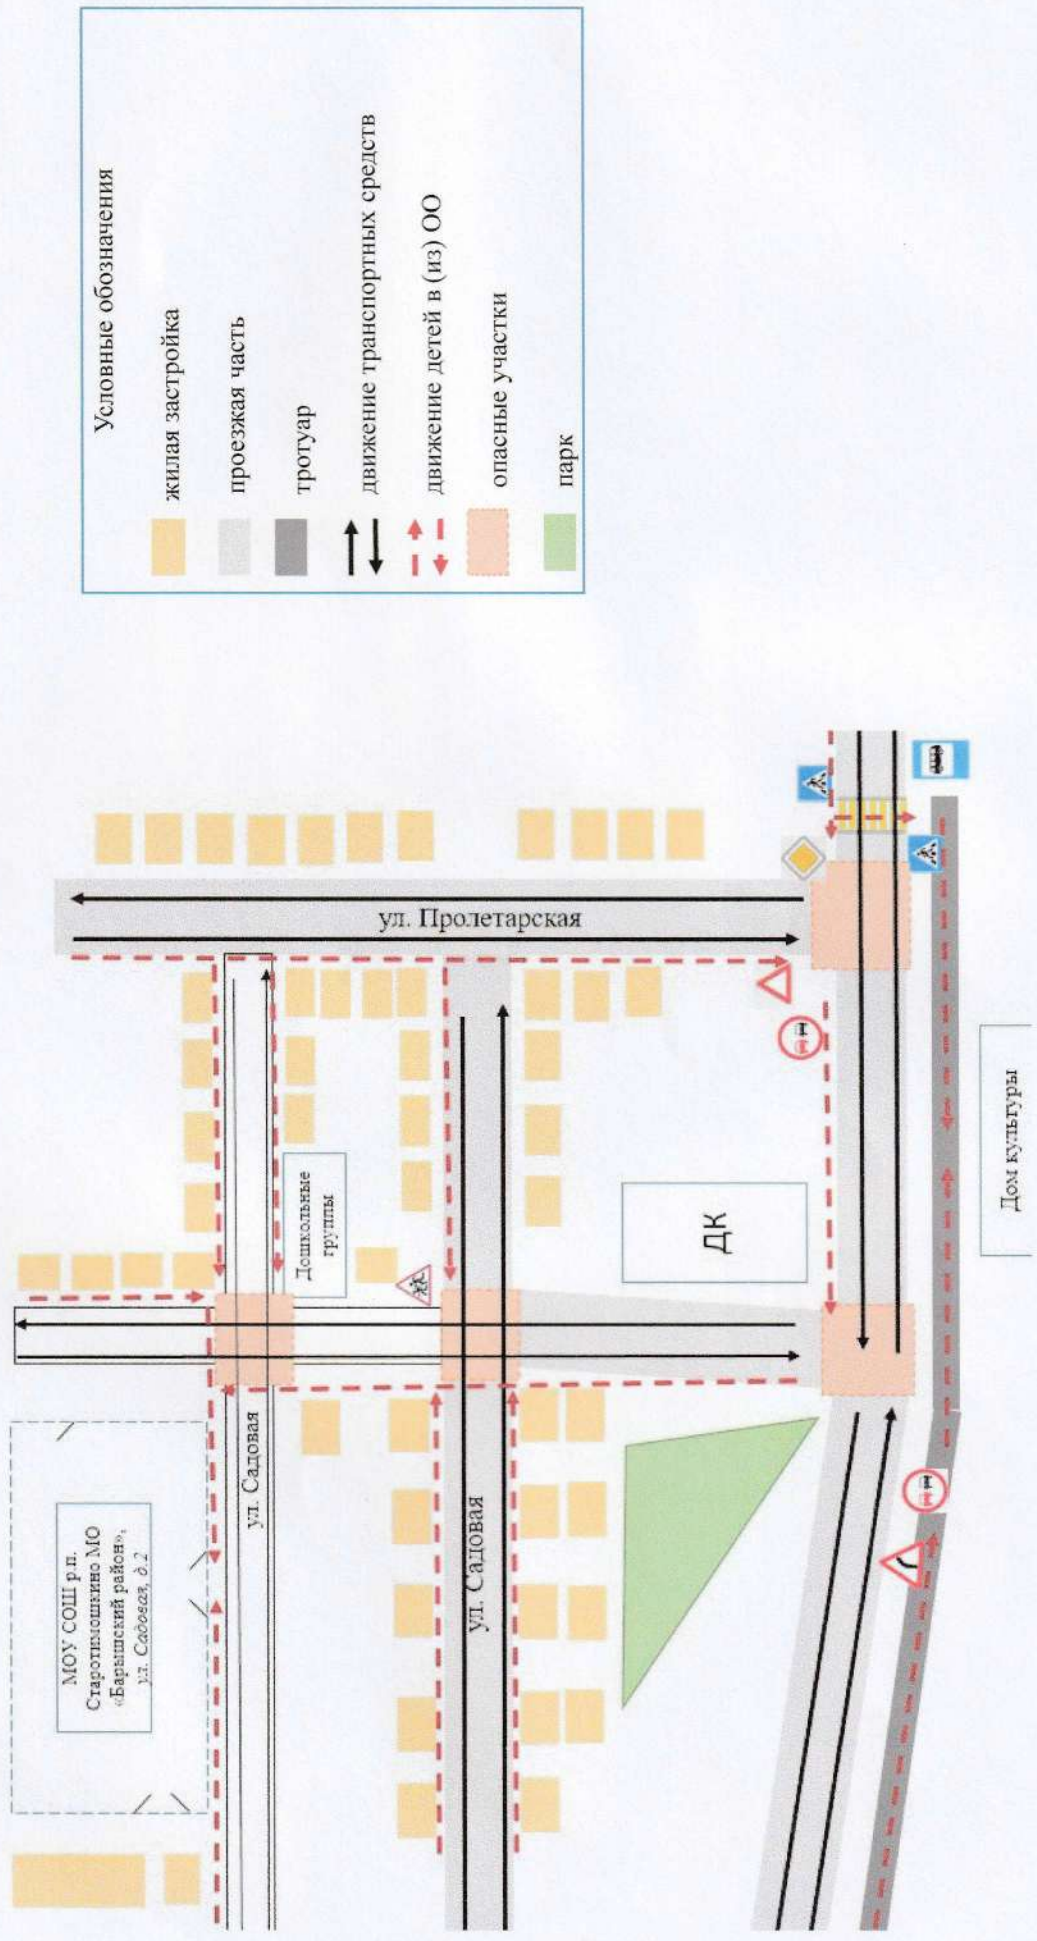 МОУ СОШ р.п.
Старотимошкино МО
«Барышский район»,
ул. Садовая, д.2
ул. Садовая
Дошкольные
группы
ул. Садовая
ул. Пролетарская
ДК
Дом культуры
Условные обозначения
жилая застройка
проезжая часть
тротуар
движение транспортных средств
движение детей в (из) ОО
опасные участки
парк